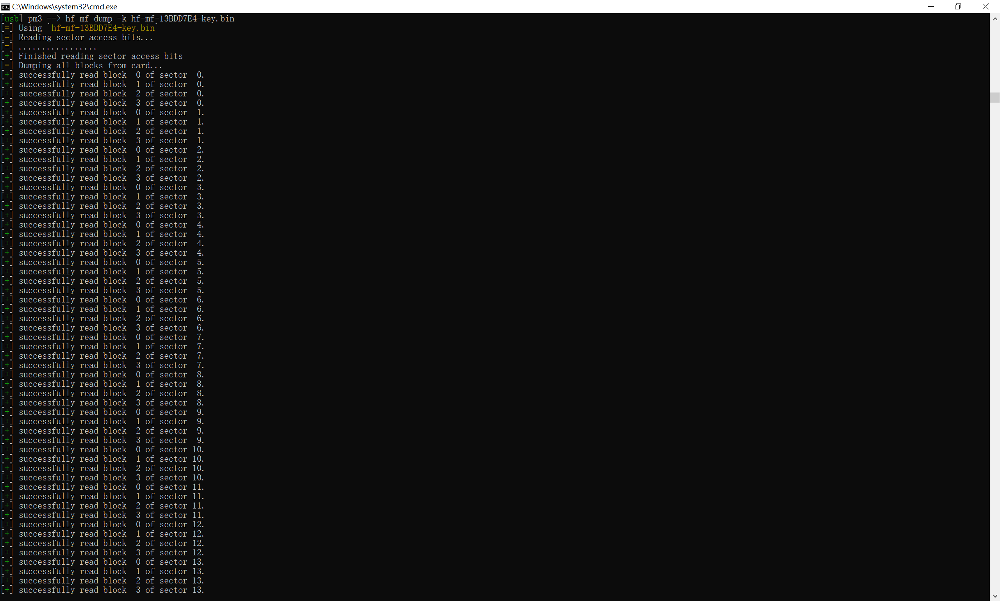 C:\Windows\system32\cmd.exe
[usb] pm3 --> hf mf dump -k hf-mf-13BDD7E4-key.bin
[=] Using `hf-mf-13BDD7E4-key.bin`
[=] Reading sector access bits...
[=] .................
[+] Finished reading sector access bits
[=] Dumping all blocks from card...
[+] successfully read block  0 of sector  0.
[+] successfully read block  1 of sector  0.
[+] successfully read block  2 of sector  0.
[+] successfully read block  3 of sector  0.
[+] successfully read block  0 of sector  1.
[+] successfully read block  1 of sector  1.
[+] successfully read block  2 of sector  1.
[+] successfully read block  3 of sector  1.
[+] successfully read block  0 of sector  2.
[+] successfully read block  1 of sector  2.
[+] successfully read block  2 of sector  2.
[+] successfully read block  3 of sector  2.
[+] successfully read block  0 of sector  3.
[+] successfully read block  1 of sector  3.
[+] successfully read block  2 of sector  3.
[+] successfully read block  3 of sector  3.
[+] successfully read block  0 of sector  4.
[+] successfully read block  1 of sector  4.
[+] successfully read block  2 of sector  4.
[+] successfully read block  3 of sector  4.
[+] successfully read block  0 of sector  5.
[+] successfully read block  1 of sector  5.
[+] successfully read block  2 of sector  5.
[+] successfully read block  3 of sector  5.
[+] successfully read block  0 of sector  6.
[+] successfully read block  1 of sector  6.
[+] successfully read block  2 of sector  6.
[+] successfully read block  3 of sector  6.
[+] successfully read block  0 of sector  7.
[+] successfully read block  1 of sector  7.
[+] successfully read block  2 of sector  7.
[+] successfully read block  3 of sector  7.
[+] successfully read block  0 of sector  8.
[+] successfully read block  1 of sector  8.
[+] successfully read block  2 of sector  8.
[+] successfully read block  3 of sector  8.
[+] successfully read block  0 of sector  9.
[+] successfully read block  1 of sector  9.
[+] successfully read block  2 of sector  9.
[+] successfully read block  3 of sector  9.
[+] successfully read block  0 of sector 10.
[+] successfully read block  1 of sector 10.
[+] successfully read block  2 of sector 10.
[+] successfully read block  3 of sector 10.
[+] successfully read block  0 of sector 11.
[+] successfully read block  1 of sector 11.
[+] successfully read block  2 of sector 11.
[+] successfully read block  3 of sector 11.
[+] successfully read block  0 of sector 12.
[+] successfully read block  1 of sector 12.
[+] successfully read block  2 of sector 12.
[+] successfully read block  3 of sector 12.
[+] successfully read block  0 of sector 13.
[+] successfully read block  1 of sector 13.
[+] successfully read block  2 of sector 13.
[+] successfully read block  3 of sector 13.